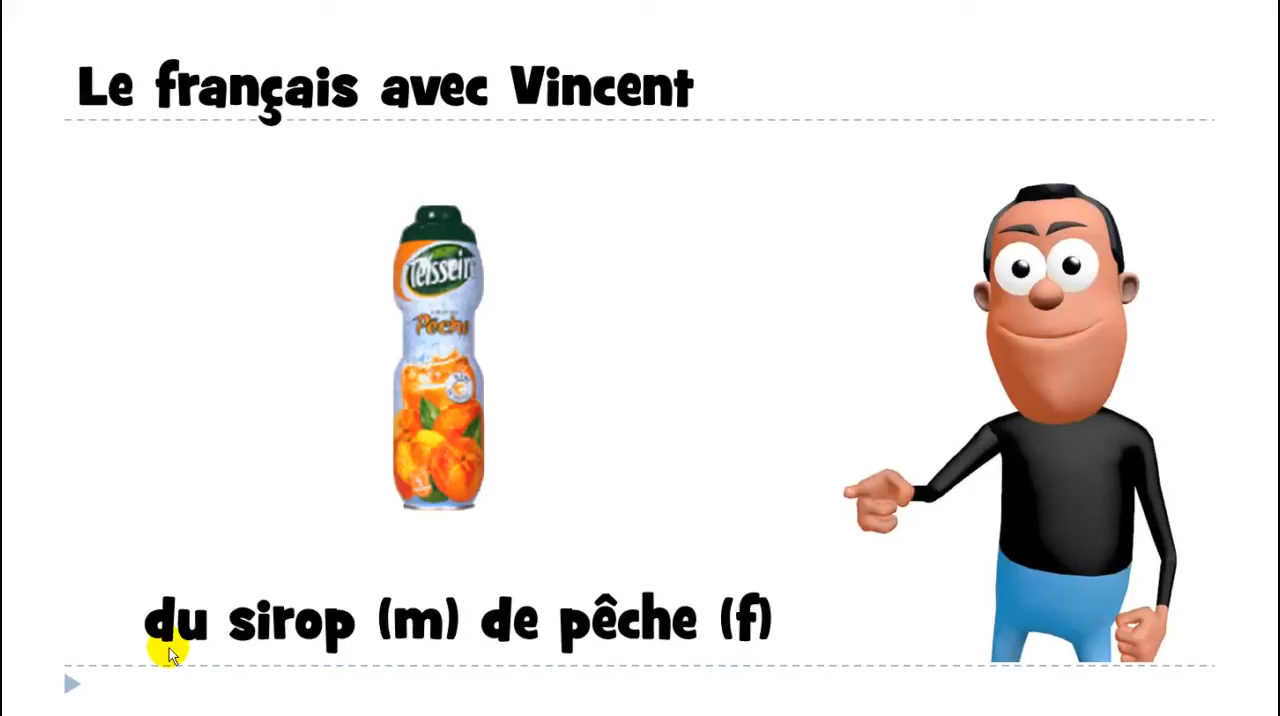 Le français avec Vincent
Teisseire
Pêche
du sirop (m) de pêche (f)